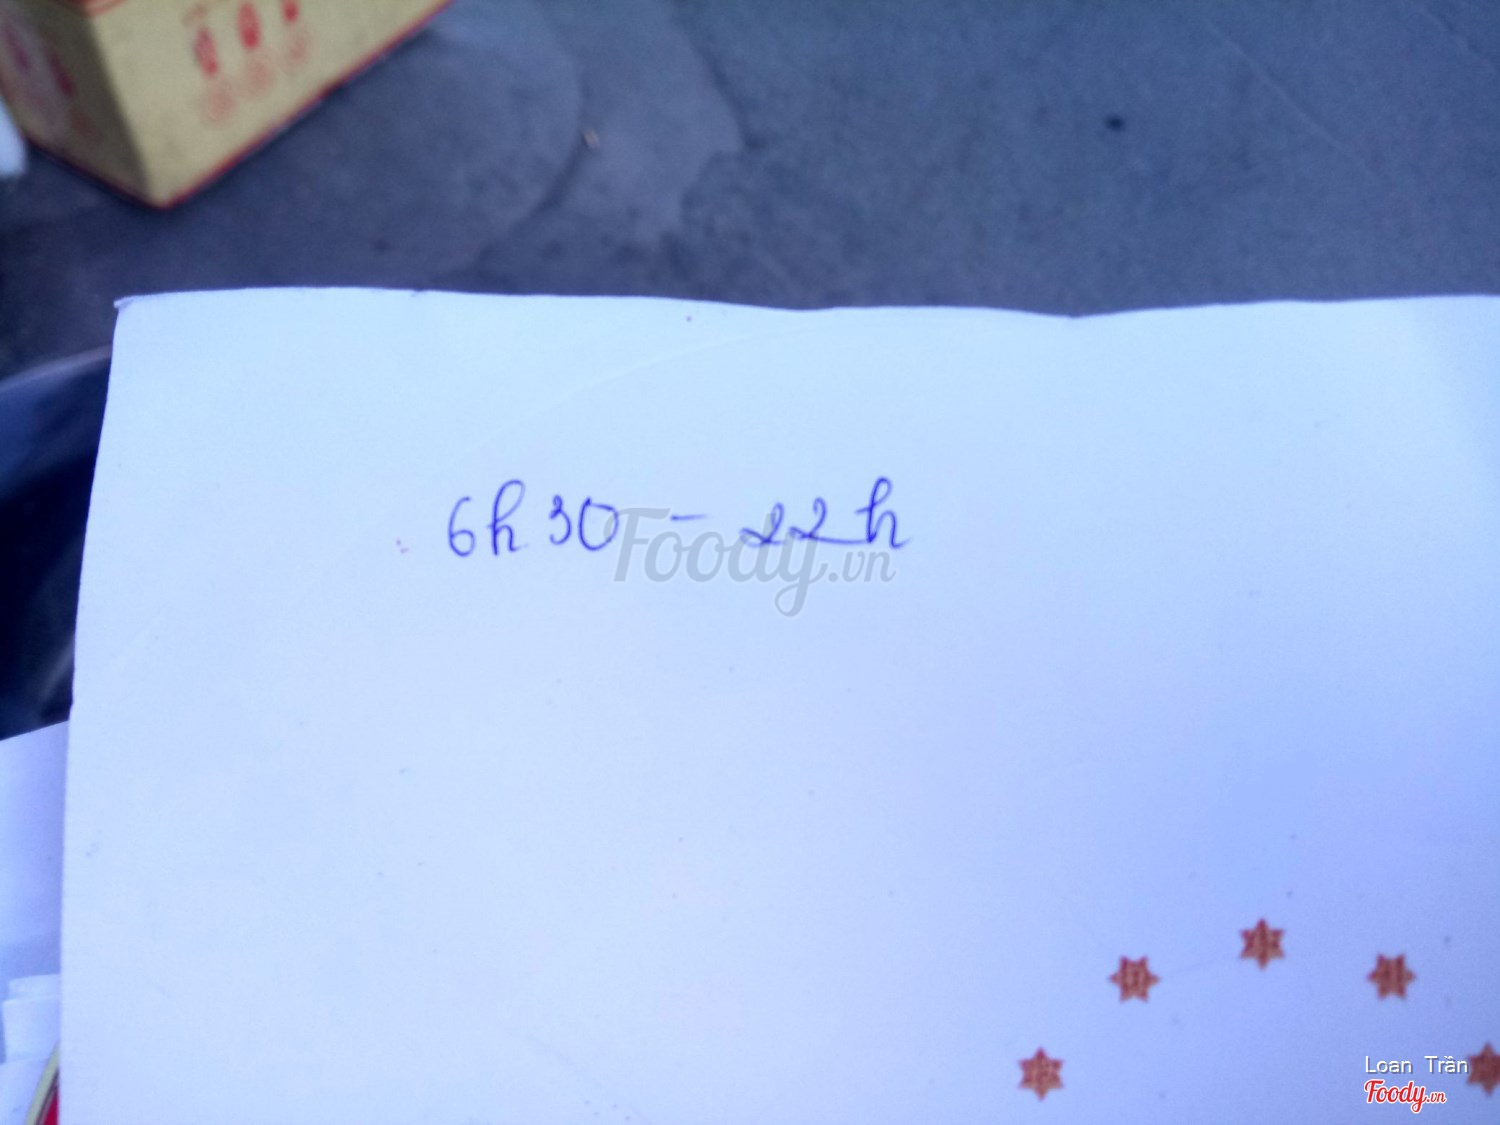 6h30 - 22h
Foody.vn
Loan Trần
Foody.vn